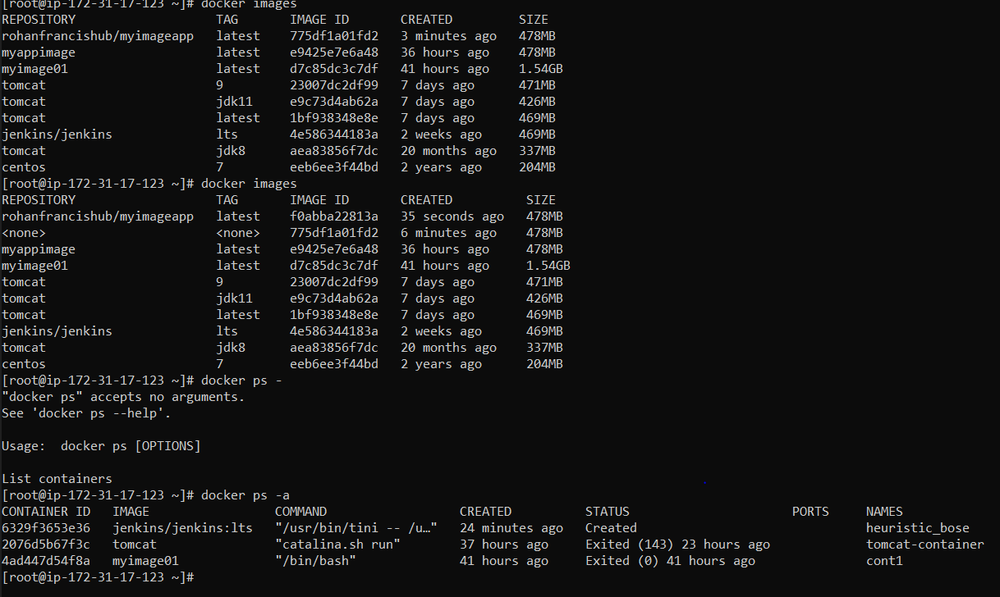 [root@ip-172-31-17-123 ~]# docker images
REPOSITORY TAG IMAGE ID CREATED SIZE
rohanfrancishub/myimageapp latest 775df1a01fd2 3 minutes ago 478MB
myappimage latest e9425e7e6a48 36 hours ago 478MB
myimage01 latest d7c85dc3c7df 41 hours ago 1.54GB
tomcat 9 23007dc2df99 7 days ago 471MB
tomcat jdk11 e9c73d4ab62a 7 days ago 426MB
tomcat latest 1bf938348e8e 7 days ago 469MB
jenkins/jenkins lts 4e586344183a 2 weeks ago 469MB
tomcat jdk8 aea83856f7dc 20 months ago 337MB
centos 7 eeb6ee3f44bd 2 years ago 204MB
[root@ip-172-31-17-123 ~]# docker images
REPOSITORY TAG IMAGE ID CREATED SIZE
rohanfrancishub/myimageapp latest f0abba22813a 35 seconds ago 478MB
<none> <none> 775df1a01fd2 6 minutes ago 478MB
myappimage latest e9425e7e6a48 36 hours ago 478MB
myimage01 latest d7c85dc3c7df 41 hours ago 1.54GB
tomcat 9 23007dc2df99 7 days ago 471MB
tomcat jdk11 e9c73d4ab62a 7 days ago 426MB
tomcat latest 1bf938348e8e 7 days ago 469MB
jenkins/jenkins lts 4e586344183a 2 weeks ago 469MB
tomcat jdk8 aea83856f7dc 20 months ago 337MB
centos 7 eeb6ee3f44bd 2 years ago 204MB
[root@ip-172-31-17-123 ~]# docker ps -
"docker ps" accepts no arguments.
See 'docker ps --help'.

Usage:  docker ps [OPTIONS]

List containers
[root@ip-172-31-17-123 ~]# docker ps -a
CONTAINER ID IMAGE COMMAND CREATED STATUS PORTS NAMES
6329f3653e36 jenkins/jenkins:lts "/usr/bin/tini -- /u…" 24 minutes ago Created heuristic_bose
2076d5b67f3c tomcat "catalina.sh run" 37 hours ago Exited (143) 23 hours ago tomcat-container
4ad447d54f8a myimage01 "/bin/bash" 41 hours ago Exited (0) 41 hours ago cont1
[root@ip-172-31-17-123 ~]#